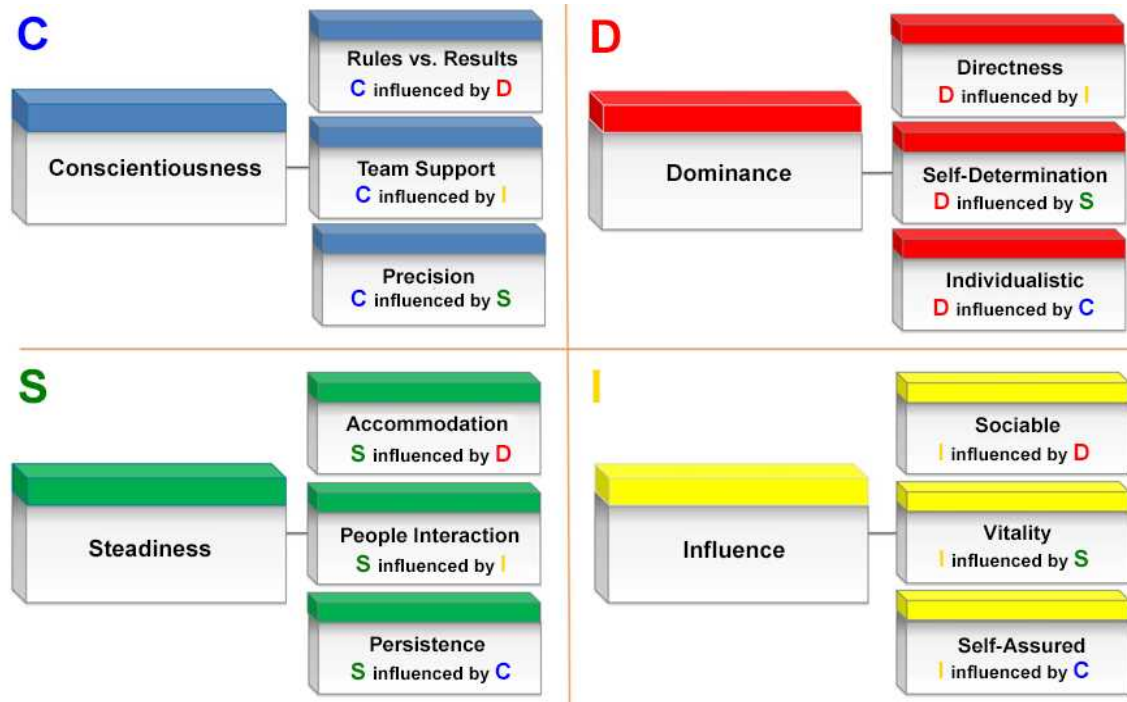 C
Conscientiousness
Rules vs. Results
C influenced by D
Team Support
C influenced by I
Precision
C influenced by S
D
Dominance
Directness
D influenced by I
Self-Determination
D influenced by S
Individualistic
D influenced by C
S
Steadiness
Accommodation
S influenced by D
People Interaction
S influenced by I
Persistence
S influenced by C
I
Influence
Sociable
I influenced by D
Vitality
I influenced by S
Self-Assured
I influenced by C